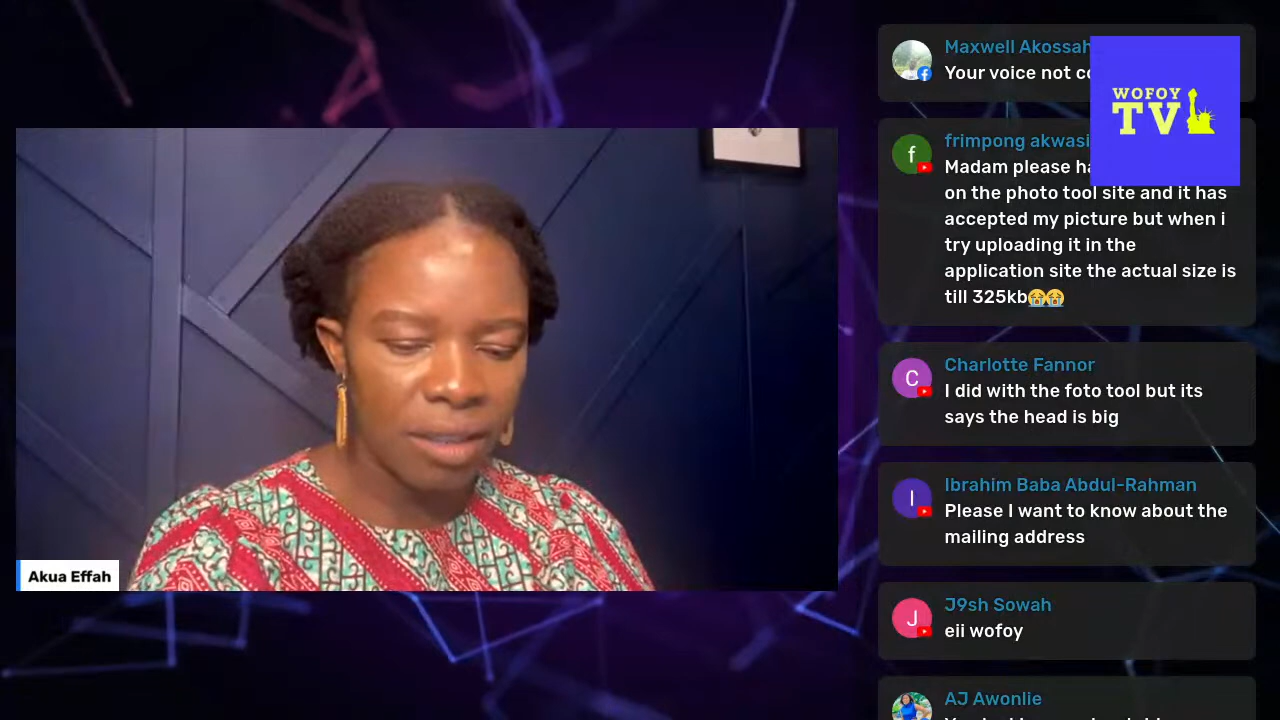 Akua Effah
Maxwell Akossah
Your voice not
WOFOY
TV
frimpong akwasi
Madam please
on the photo tool site and it has
accepted my picture but when i
try uploading it in the
application site the actual size is
till 325kb😭😭
Charlotte Fannor
I did with the foto tool but its
says the head is big
Ibrahim Baba Abdul-Rahman
Please I want to know about the
mailing address
J9sh Sowah
eii wofoy
AJ Awonlie